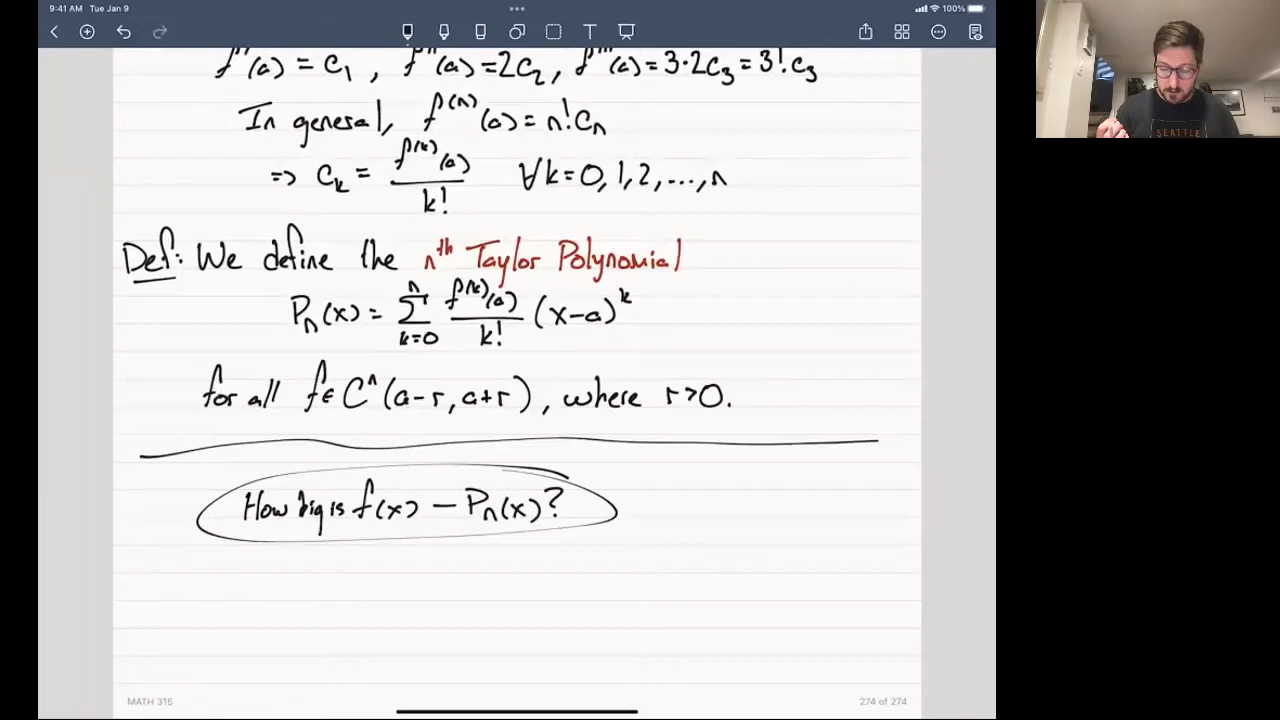 9:41 AM Tue Jan 9
100%
f'(a) = c₁ , f''(a) = 2c₂, f'''(a) = 3·2c₃ = 3!c₃
In general, f⁽ⁿ⁾(a) = n!cₙ
=> cₖ = f⁽ᵏ⁾(a) / k! ∀k = 0, 1, 2, ..., n
Def: We define the nᵗʰ Taylor Polynomial
Pₙ(x) = Σ_{k=0}^{n} f⁽ᵏ⁾(a) / k! (x-a)ᵏ
for all f∈Cⁿ(a-r, a+r), where r>0.
How big is f(x) - Pₙ(x)?
MATH 315
274 of 274
SEATTLE